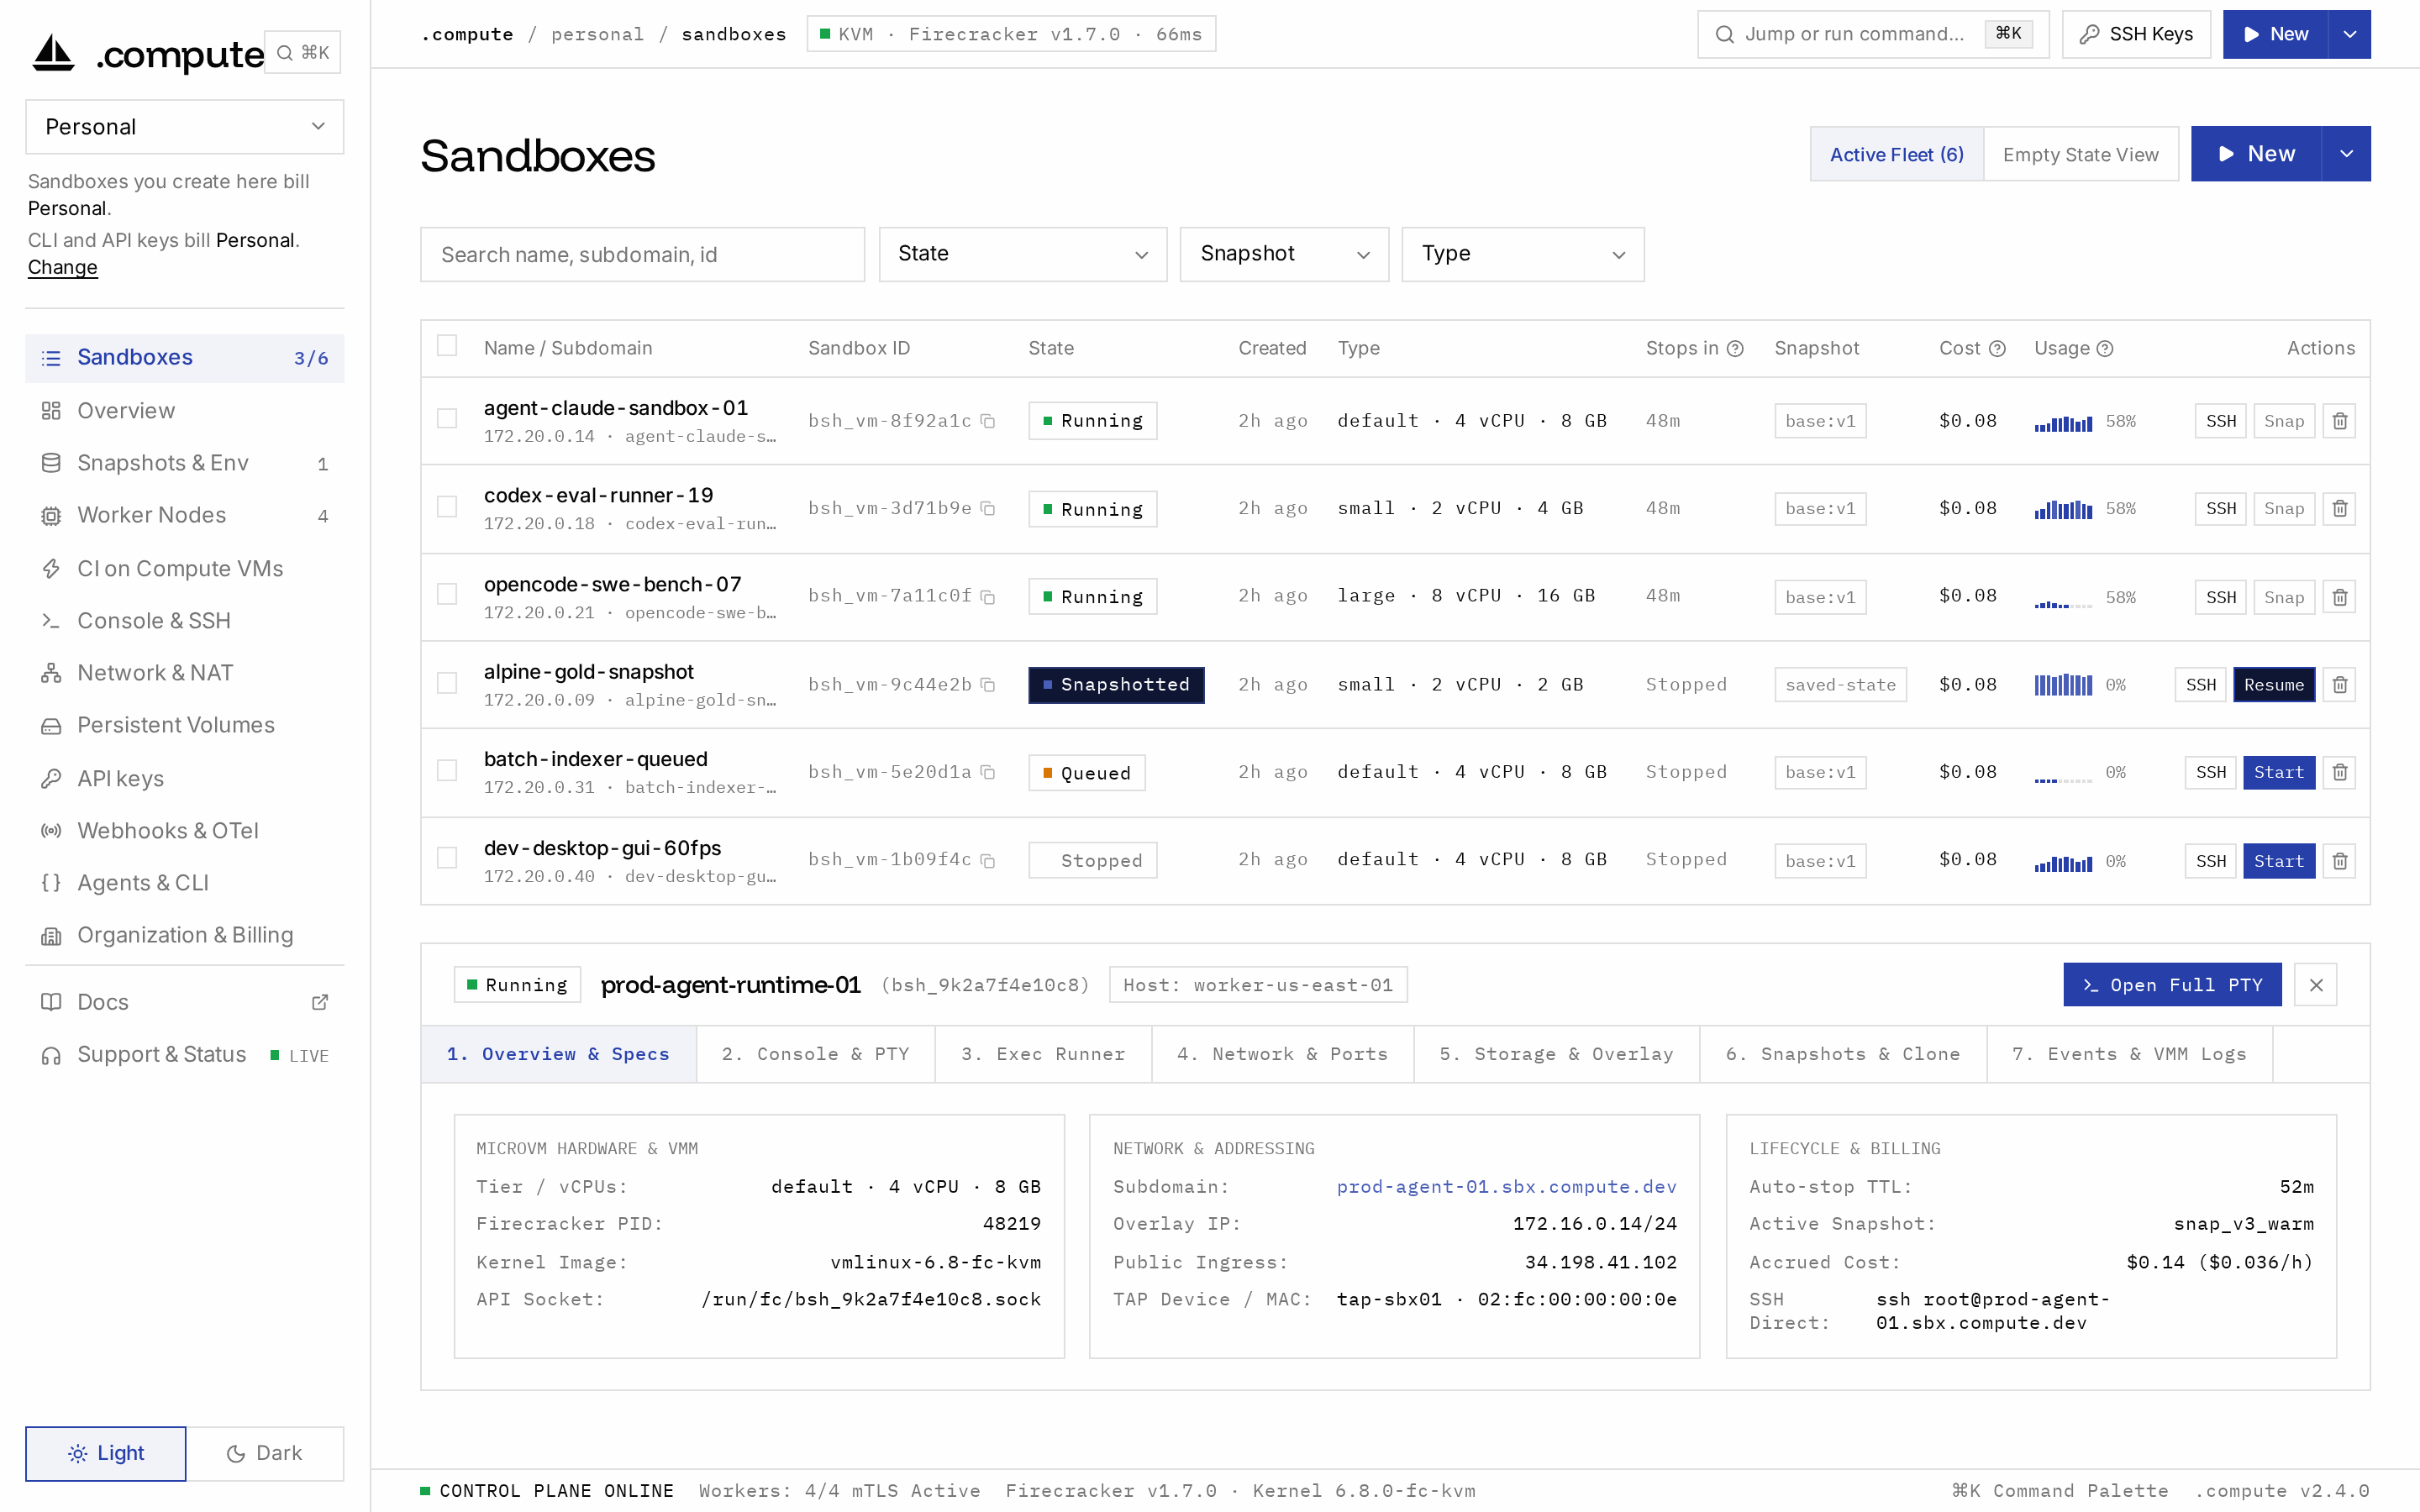 .compute
⌘K
Personal
Sandboxes you create here bill
Personal.
CLI and API keys bill Personal.
Change
Sandboxes 3/6
Overview
Snapshots & Env 1
Worker Nodes 4
CI on Compute VMs
Console & SSH
Network & NAT
Persistent Volumes
API keys
Webhooks & OTel
Agents & CLI
Organization & Billing
Docs
Support & Status LIVE
Light Dark
.compute / personal / sandboxes KVM · Firecracker v1.7.0 · 66ms
Jump or run command... ⌘K SSH Keys New
Sandboxes
Active Fleet (6) Empty State View New
Search name, subdomain, id State Snapshot Type
Name / Subdomain Sandbox ID State Created Type Stops in Snapshot Cost Usage Actions
agent-claude-sandbox-01
172.20.0.14 · agent-claude-s…
bsh_vm-8f92a1c Running 2h ago default · 4 vCPU · 8 GB 48m base:v1 $0.08 58% SSH Snap
codex-eval-runner-19
172.20.0.18 · codex-eval-run…
bsh_vm-3d71b9e Running 2h ago small · 2 vCPU · 4 GB 48m base:v1 $0.08 58% SSH Snap
opencode-swe-bench-07
172.20.0.21 · opencode-swe-b…
bsh_vm-7a11c0f Running 2h ago large · 8 vCPU · 16 GB 48m base:v1 $0.08 58% SSH Snap
alpine-gold-snapshot
172.20.0.09 · alpine-gold-sn…
bsh_vm-9c44e2b Snapshotted 2h ago small · 2 vCPU · 2 GB Stopped saved-state $0.08 0% SSH Resume
batch-indexer-queued
172.20.0.31 · batch-indexer-…
bsh_vm-5e20d1a Queued 2h ago default · 4 vCPU · 8 GB Stopped base:v1 $0.08 0% SSH Start
dev-desktop-gui-60fps
172.20.0.40 · dev-desktop-gu…
bsh_vm-1b09f4c Stopped 2h ago default · 4 vCPU · 8 GB Stopped base:v1 $0.08 0% SSH Start
Running prod-agent-runtime-01 (bsh_9k2a7f4e10c8) Host: worker-us-east-01 Open Full PTY
1. Overview & Specs 2. Console & PTY 3. Exec Runner 4. Network & Ports 5. Storage & Overlay 6. Snapshots & Clone 7. Events & VMM Logs
MICROVM HARDWARE & VMM
Tier / vCPUs: default · 4 vCPU · 8 GB
Firecracker PID: 48219
Kernel Image: vmlinux-6.8-fc-kvm
API Socket: /run/fc/bsh_9k2a7f4e10c8.sock
NETWORK & ADDRESSING
Subdomain: prod-agent-01.sbx.compute.dev
Overlay IP: 172.16.0.14/24
Public Ingress: 34.198.41.102
TAP Device / MAC: tap-sbx01 · 02:fc:00:00:00:0e
LIFECYCLE & BILLING
Auto-stop TTL: 52m
Active Snapshot: snap_v3_warm
Accrued Cost: $0.14 ($0.036/h)
SSH Direct: ssh root@prod-agent-
01.sbx.compute.dev
CONTROL PLANE ONLINE Workers: 4/4 mTLS Active Firecracker v1.7.0 · Kernel 6.8.0-fc-kvm ⌘K Command Palette .compute v2.4.0